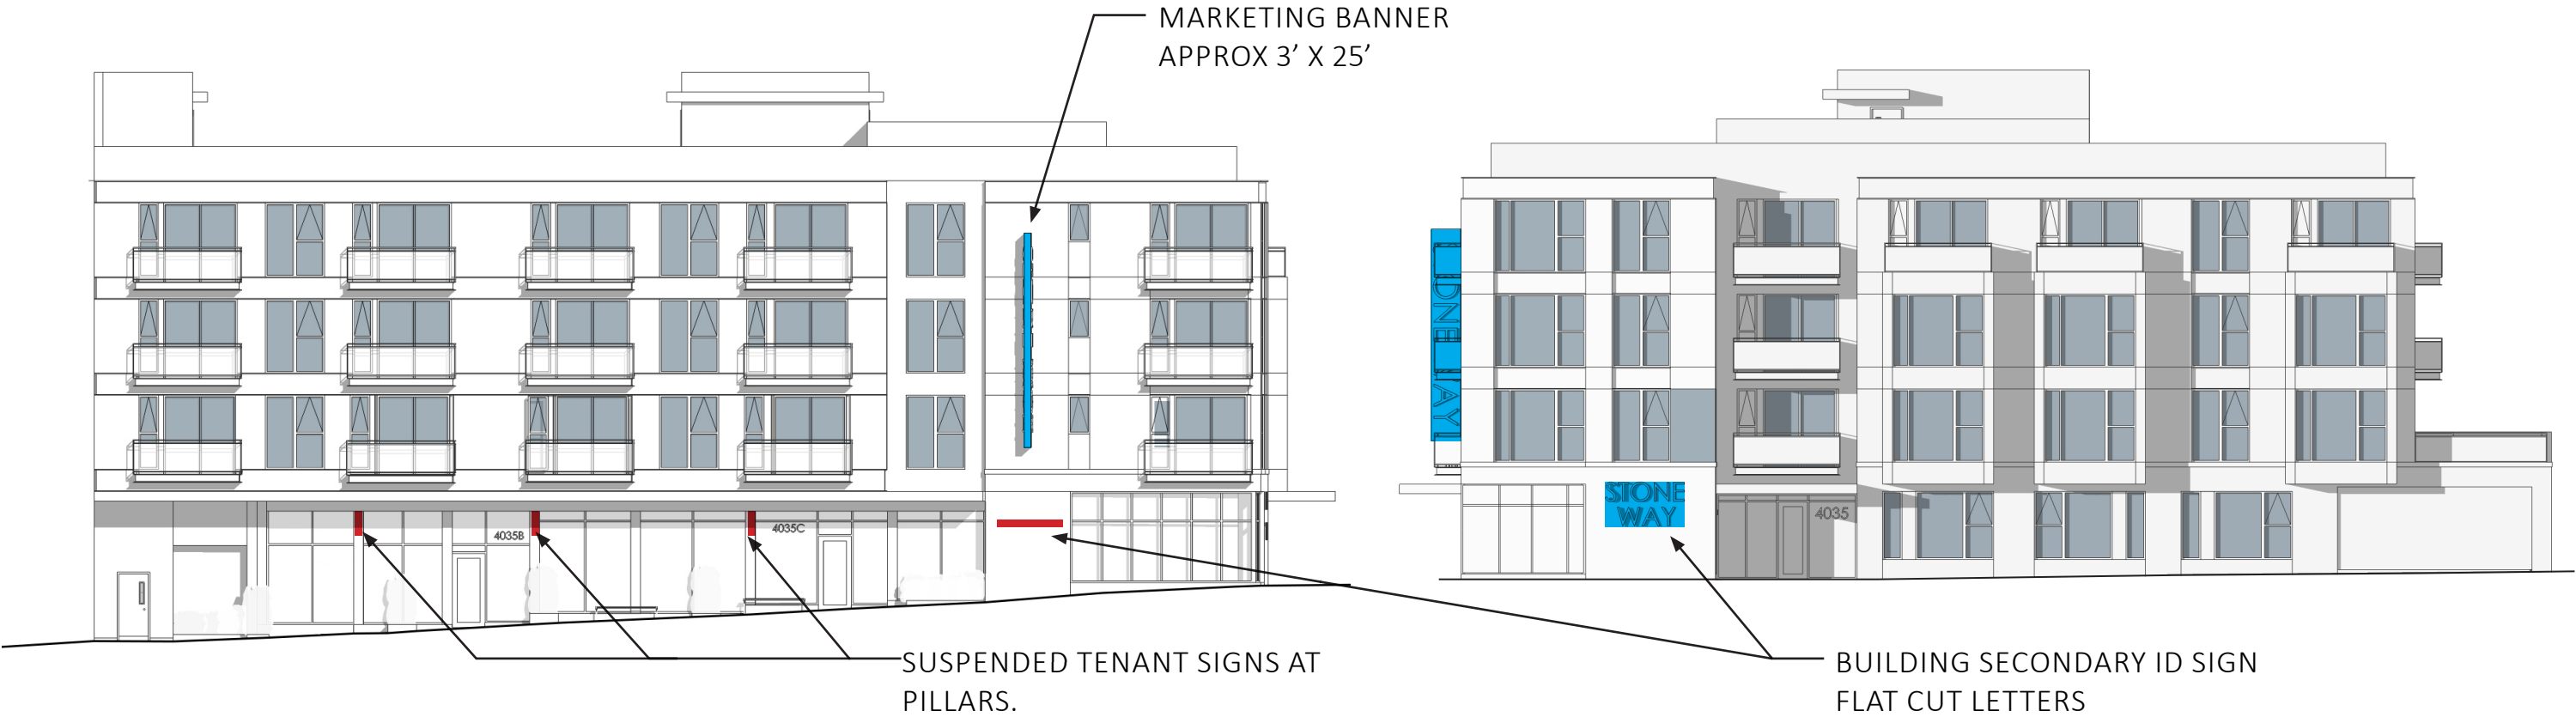 MARKETING BANNER
APPROX 3’ X 25’
4035B
4035C
STONE
WAY
4035
SUSPENDED TENANT SIGNS AT
PILLARS.
BUILDING SECONDARY ID SIGN
FLAT CUT LETTERS